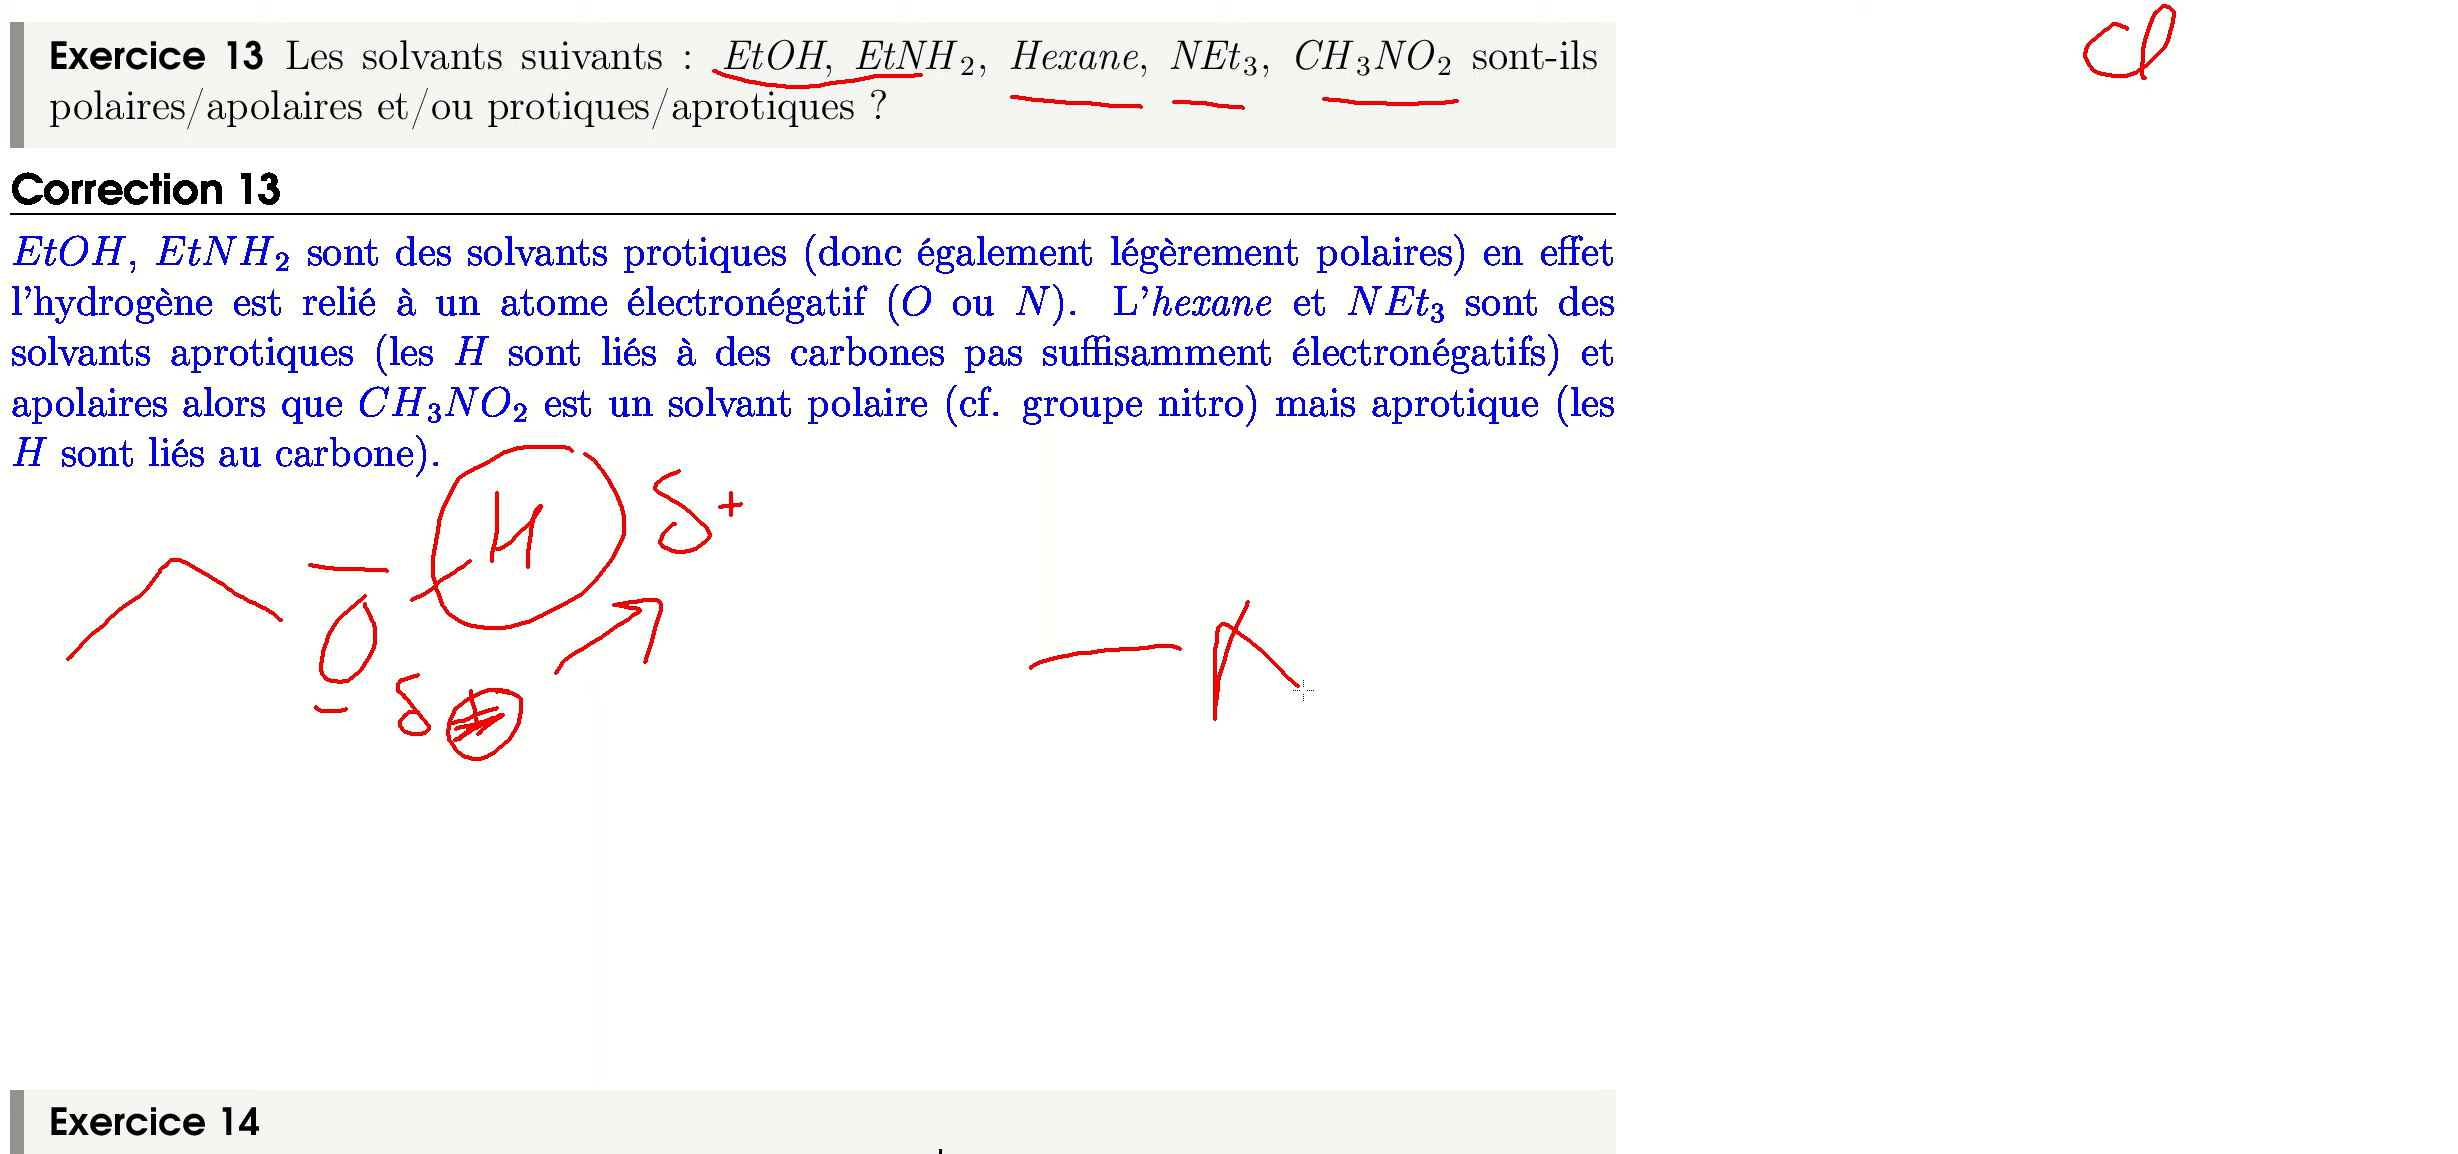 Cl
Exercice 13 Les solvants suivants : EtOH, EtNH₂, Hexane, NEt₃, CH₃NO₂ sont-ils
polaires/apolaires et/ou protiques/aprotiques ?
Correction 13
EtOH, EtNH₂ sont des solvants protiques (donc également légèrement polaires) en effet
l'hydrogène est relié à un atome électronégatif (O ou N). L'hexane et NEt₃ sont des
solvants aprotiques (les H sont liés à des carbones pas suffisamment électronégatifs) et
apolaires alors que CH₃NO₂ est un solvant polaire (cf. groupe nitro) mais aprotique (les
H sont liés au carbone).
H δ+
O
δ
Exercice 14